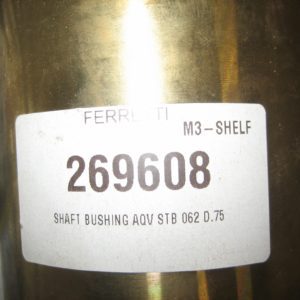 FERRETTI
M3-SHELF
269608
SHAFT BUSHING AQV STB 062 D.75